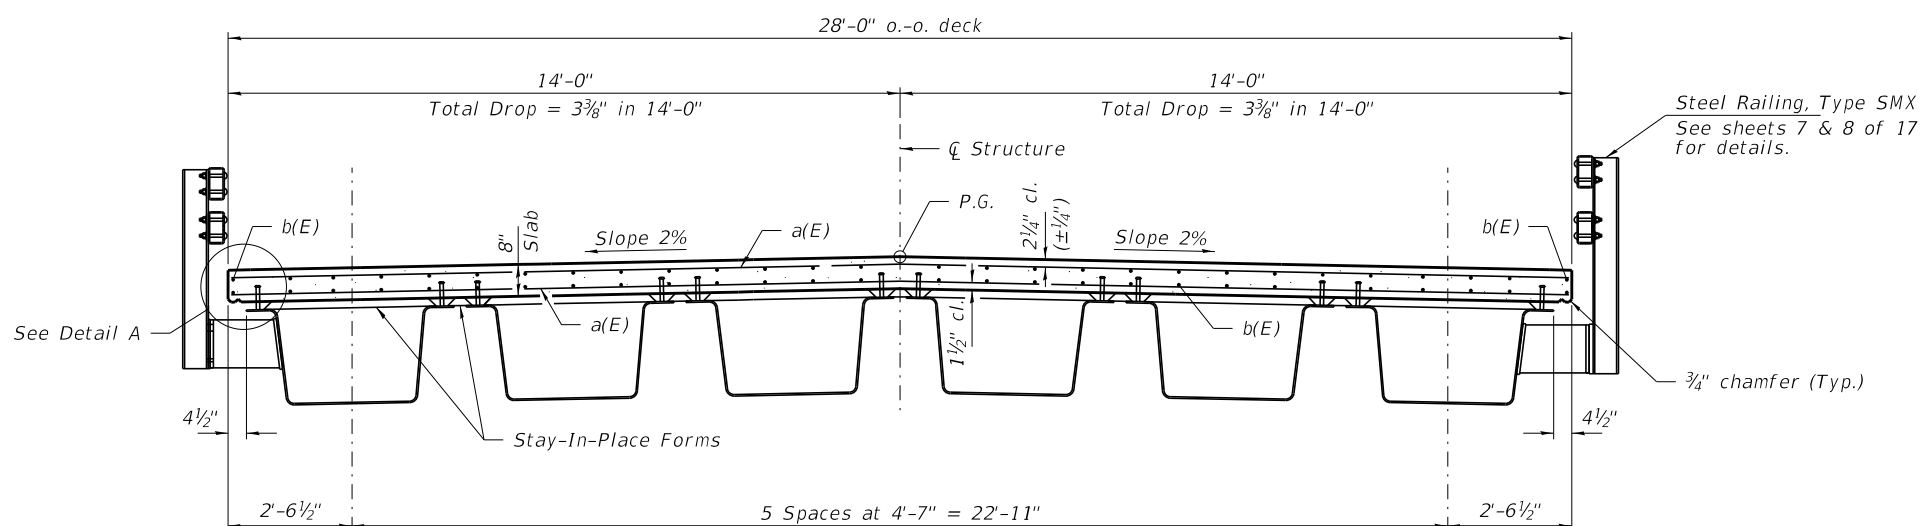 28'-0" o.-o. deck
14'-0"
14'-0"
Total Drop = 3⅜" in 14'-0"
Total Drop = 3⅜" in 14'-0"
Steel Railing, Type SMX
See sheets 7 & 8 of 17
for details.
℄ Structure
P.G.
2¼" cl.
(±¼")
b(E)
8"
Slab
Slope 2%
a(E)
Slope 2%
b(E)
See Detail A
a(E)
1½" cl.
b(E)
¾" chamfer (Typ.)
4½"
Stay-In-Place Forms
4½"
2'-6½"
5 Spaces at 4'-7" = 22'-11"
2'-6½"